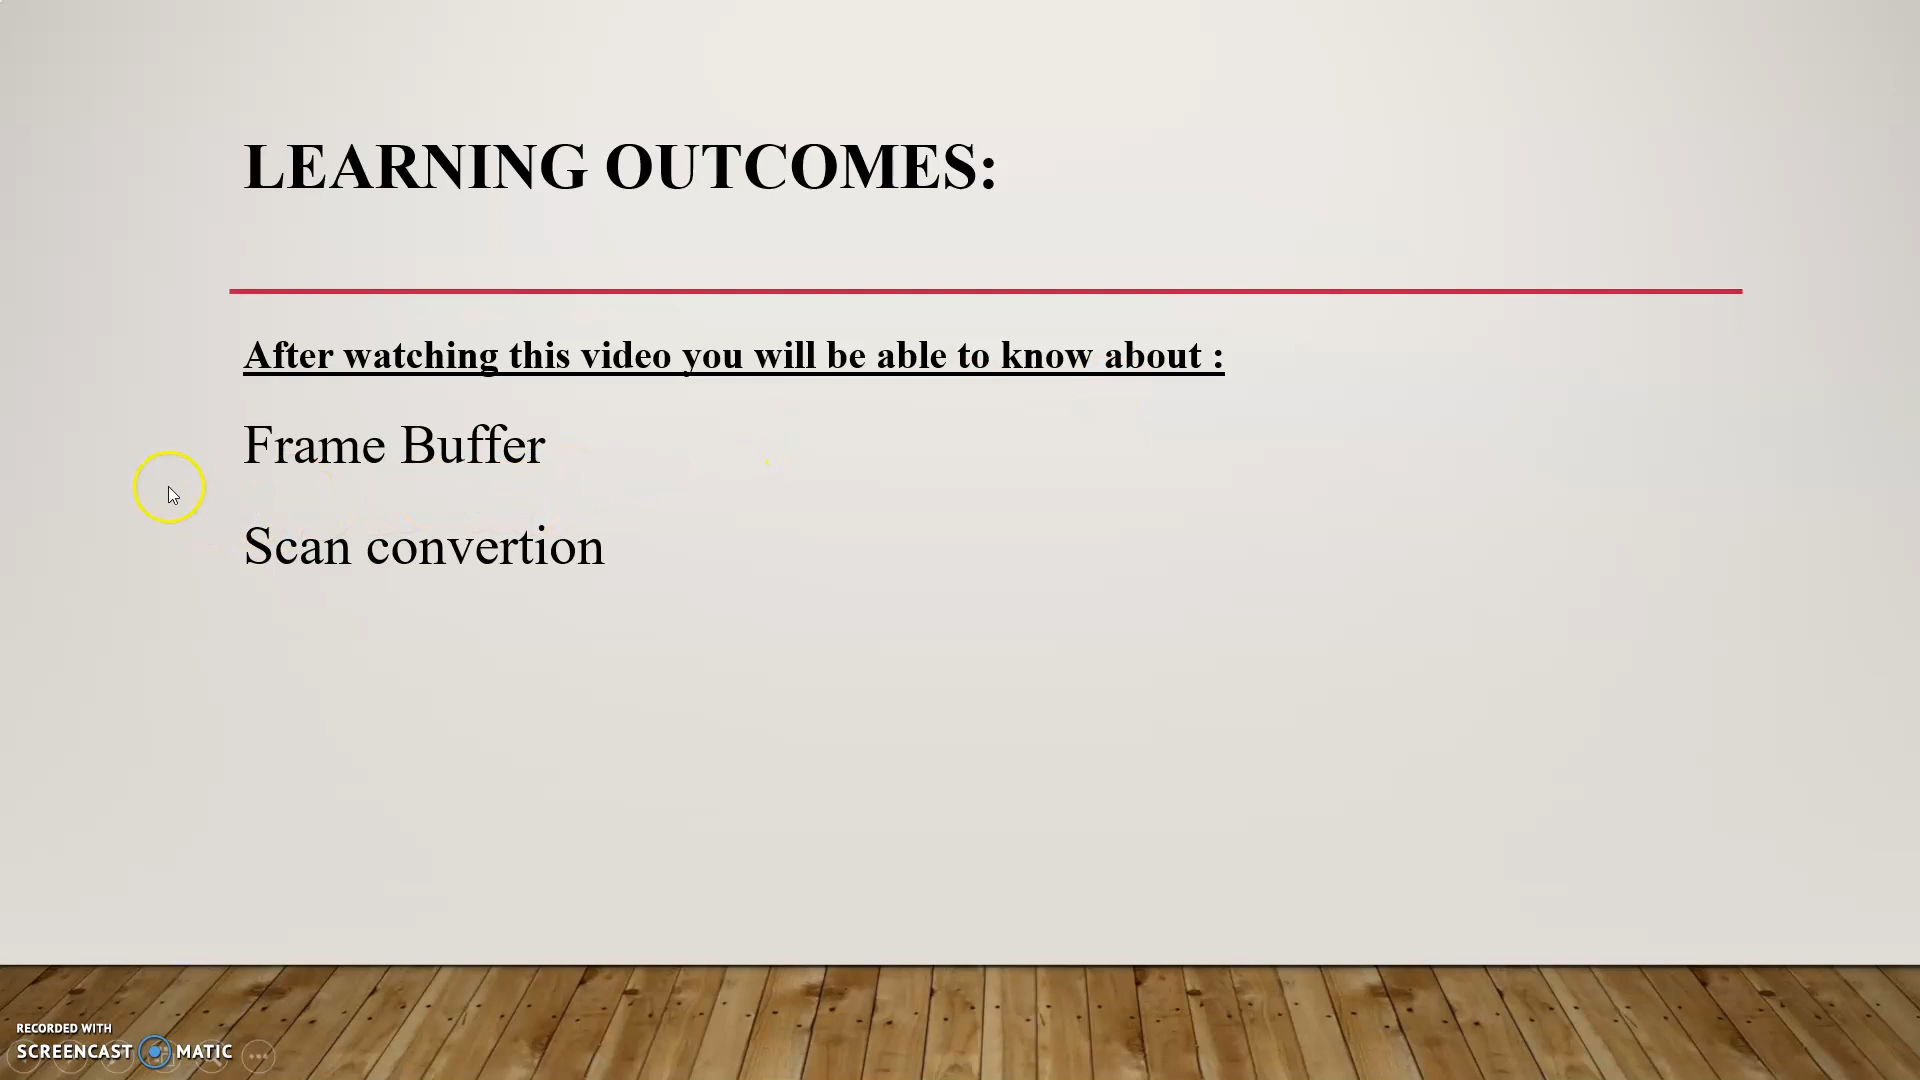 LEARNING OUTCOMES:
After watching this video you will be able to know about :
Frame Buffer
Scan convertion
RECORDED WITH
SCREENCAST MATIC